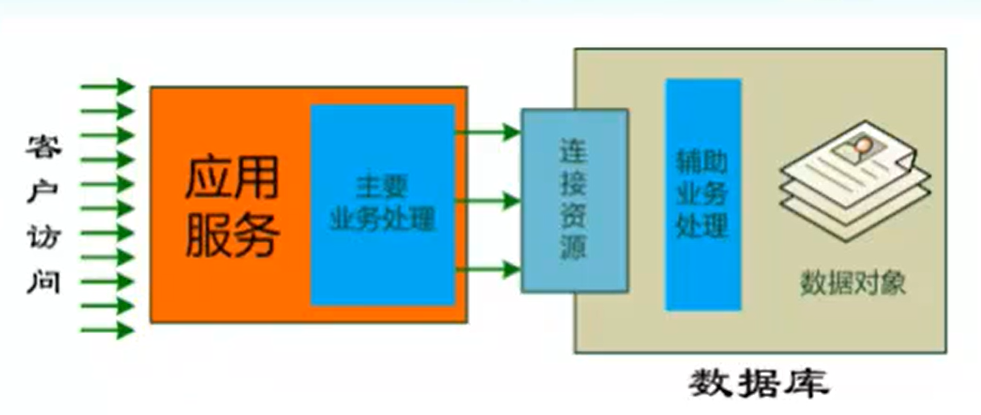 客户访问
应用
服务
主要
业务处理
连接资源
辅助
业务
处理
数据对象
数据库